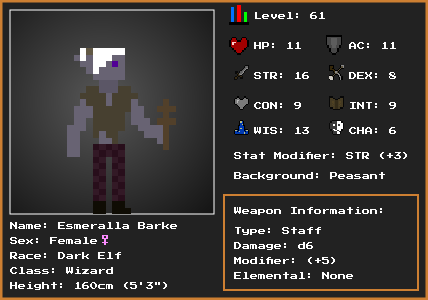 Level: 61
HP: 11 AC: 11
STR: 16 DEX: 8
CON: 9 INT: 9
WIS: 13 CHA: 6
Stat Modifier: STR (+3)
Background: Peasant
Name: Esmeralla Barke
Sex: Female♀
Race: Dark Elf
Class: Wizard
Height: 160cm (5'3")
Weapon Information:
Type: Staff
Damage: d6
Modifier: (+5)
Elemental: None